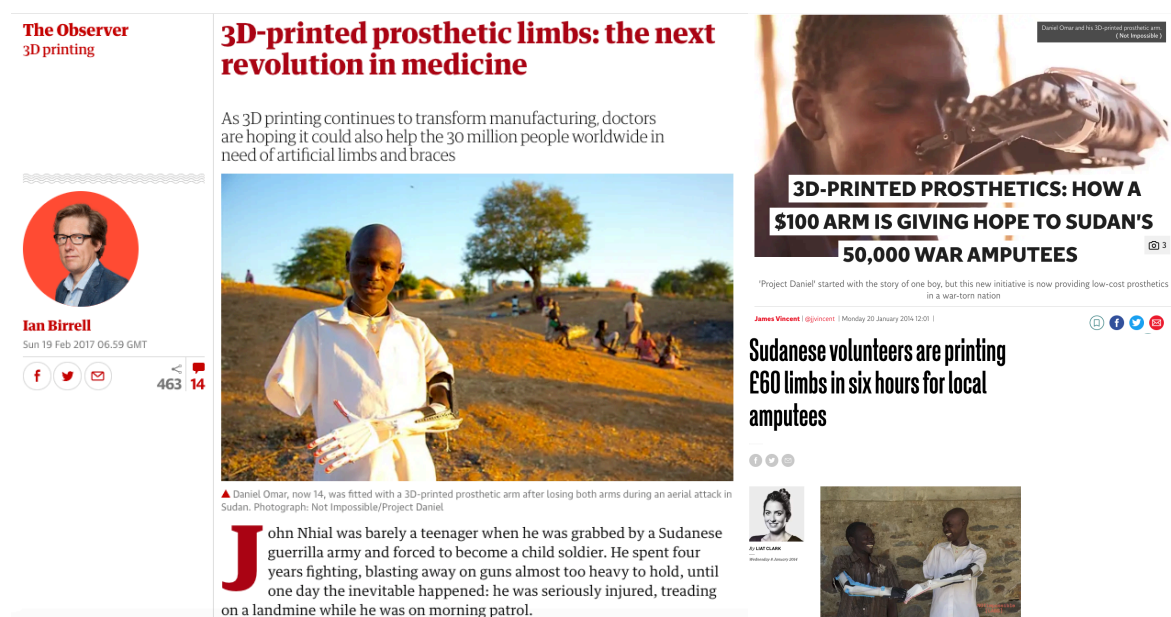 The Observer
3D printing
Ian Birrell
Sun 19 Feb 2017 06.59 GMT
463 14
3D-printed prosthetic limbs: the next
revolution in medicine
As 3D printing continues to transform manufacturing, doctors
are hoping it could also help the 30 million people worldwide in
need of artificial limbs and braces
Daniel Omar, now 14, was fitted with a 3D-printed prosthetic arm after losing both arms during an aerial attack in
Sudan. Photograph: Not Impossible/Project Daniel
John Nhial was barely a teenager when he was grabbed by a Sudanese
guerrilla army and forced to become a child soldier. He spent four
years fighting, blasting away on guns almost too heavy to hold, until
one day the inevitable happened: he was seriously injured, treading
on a landmine while he was on morning patrol.
Daniel Omar and his 3D-printed prosthetic arm.
( Not Impossible )
3D-PRINTED PROSTHETICS: HOW A
$100 ARM IS GIVING HOPE TO SUDAN'S
50,000 WAR AMPUTEES
3
'Project Daniel' started with the story of one boy, but this new initiative is now providing low-cost prosthetics
in a war-torn nation
James Vincent | @jjvincent | Monday 20 January 2014 12:01 |
Sudanese volunteers are printing
£60 limbs in six hours for local
amputees
By LIAT CLARK